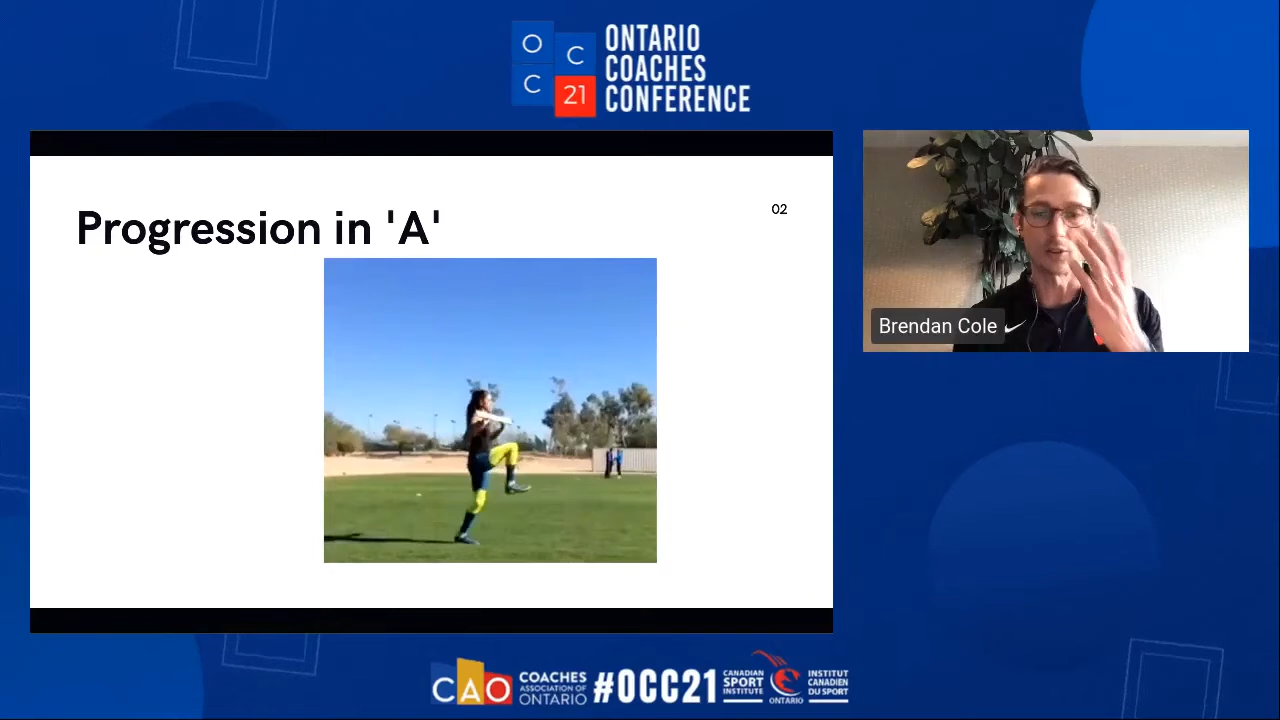 O
C
C
21
ONTARIO
COACHES
CONFERENCE
Progression in 'A'
02
Brendan Cole
CAO
COACHES
ASSOCIATION OF
ONTARIO
#OCC21
CANADIAN
SPORT
INSTITUTE
ONTARIO
INSTITUT
CANADIEN
DU SPORT